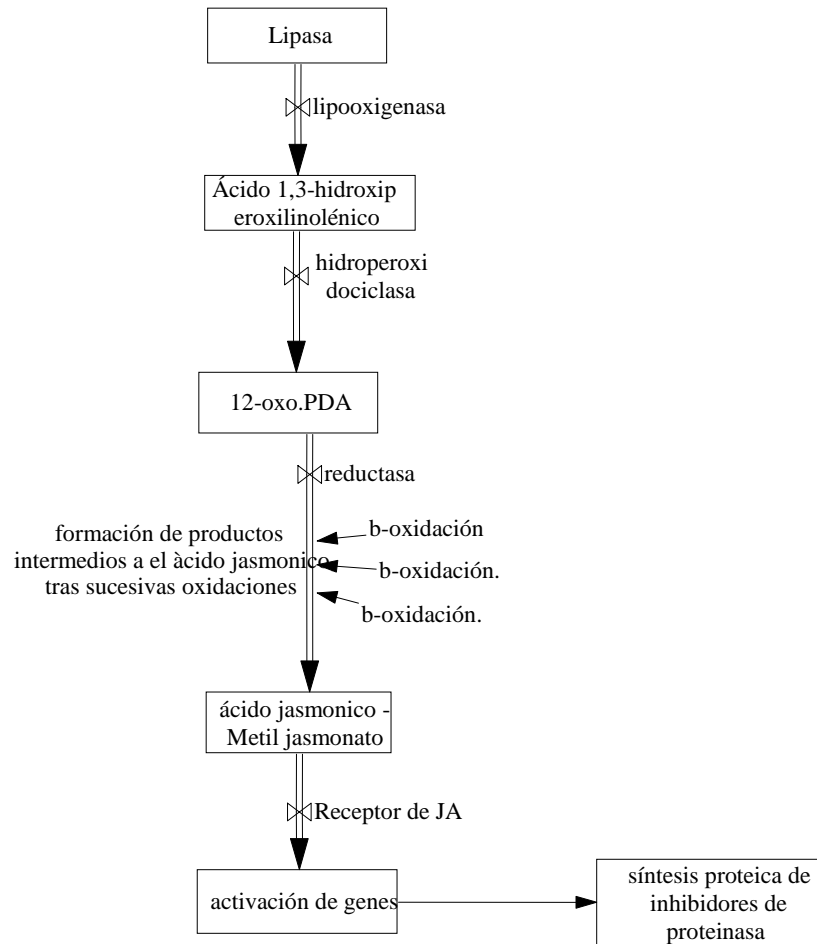 Lipasa
lipooxigenasa
Ácido 1,3-hidroxip
eroxilinolénico
hidroperoxi
dociclasa
12-oxo.PDA
reductasa
formación de productos
intermedios a el àcido jasmonico
tras sucesivas oxidaciones
b-oxidación
b-oxidación.
b-oxidación.
ácido jasmonico -
Metil jasmonato
Receptor de JA
activación de genes
síntesis proteica de
inhibidores de
proteinasa